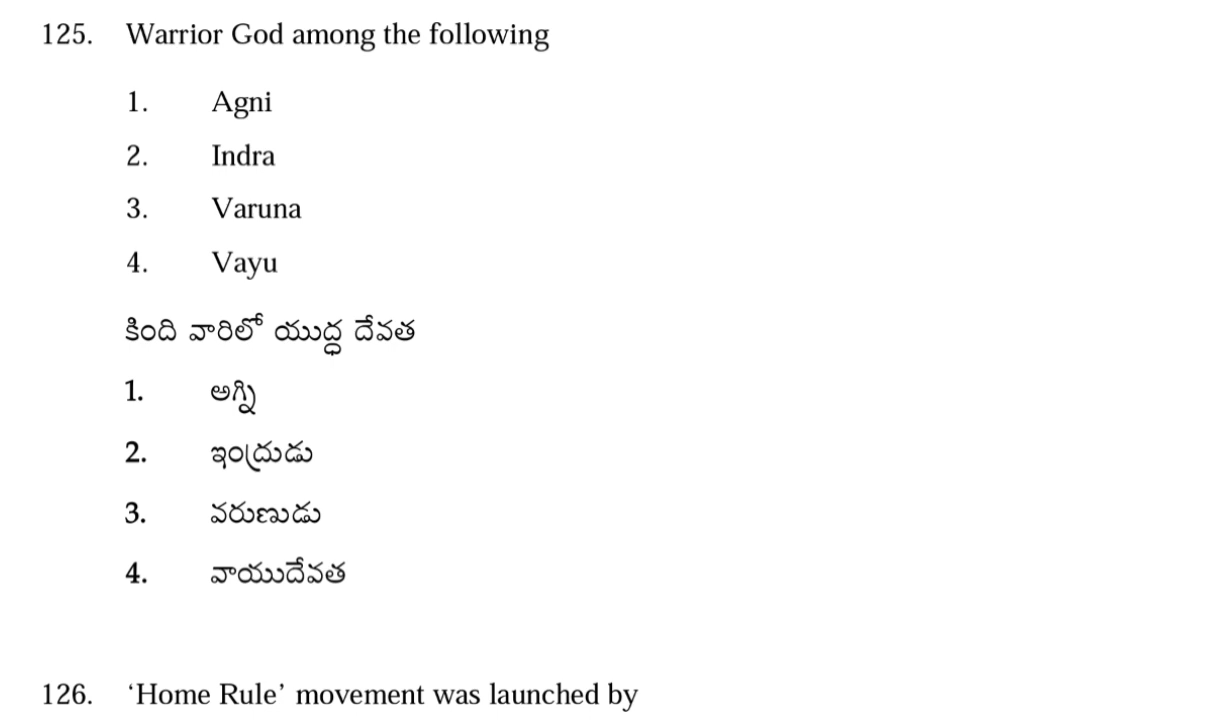 125. Warrior God among the following
1. Agni
2. Indra
3. Varuna
4. Vayu
కింది వారిలో యుద్ధ దేవత
1. అగ్ని
2. ఇంద్రుడు
3. వరుణుడు
4. వాయుదేవత
126. ‘Home Rule’ movement was launched by